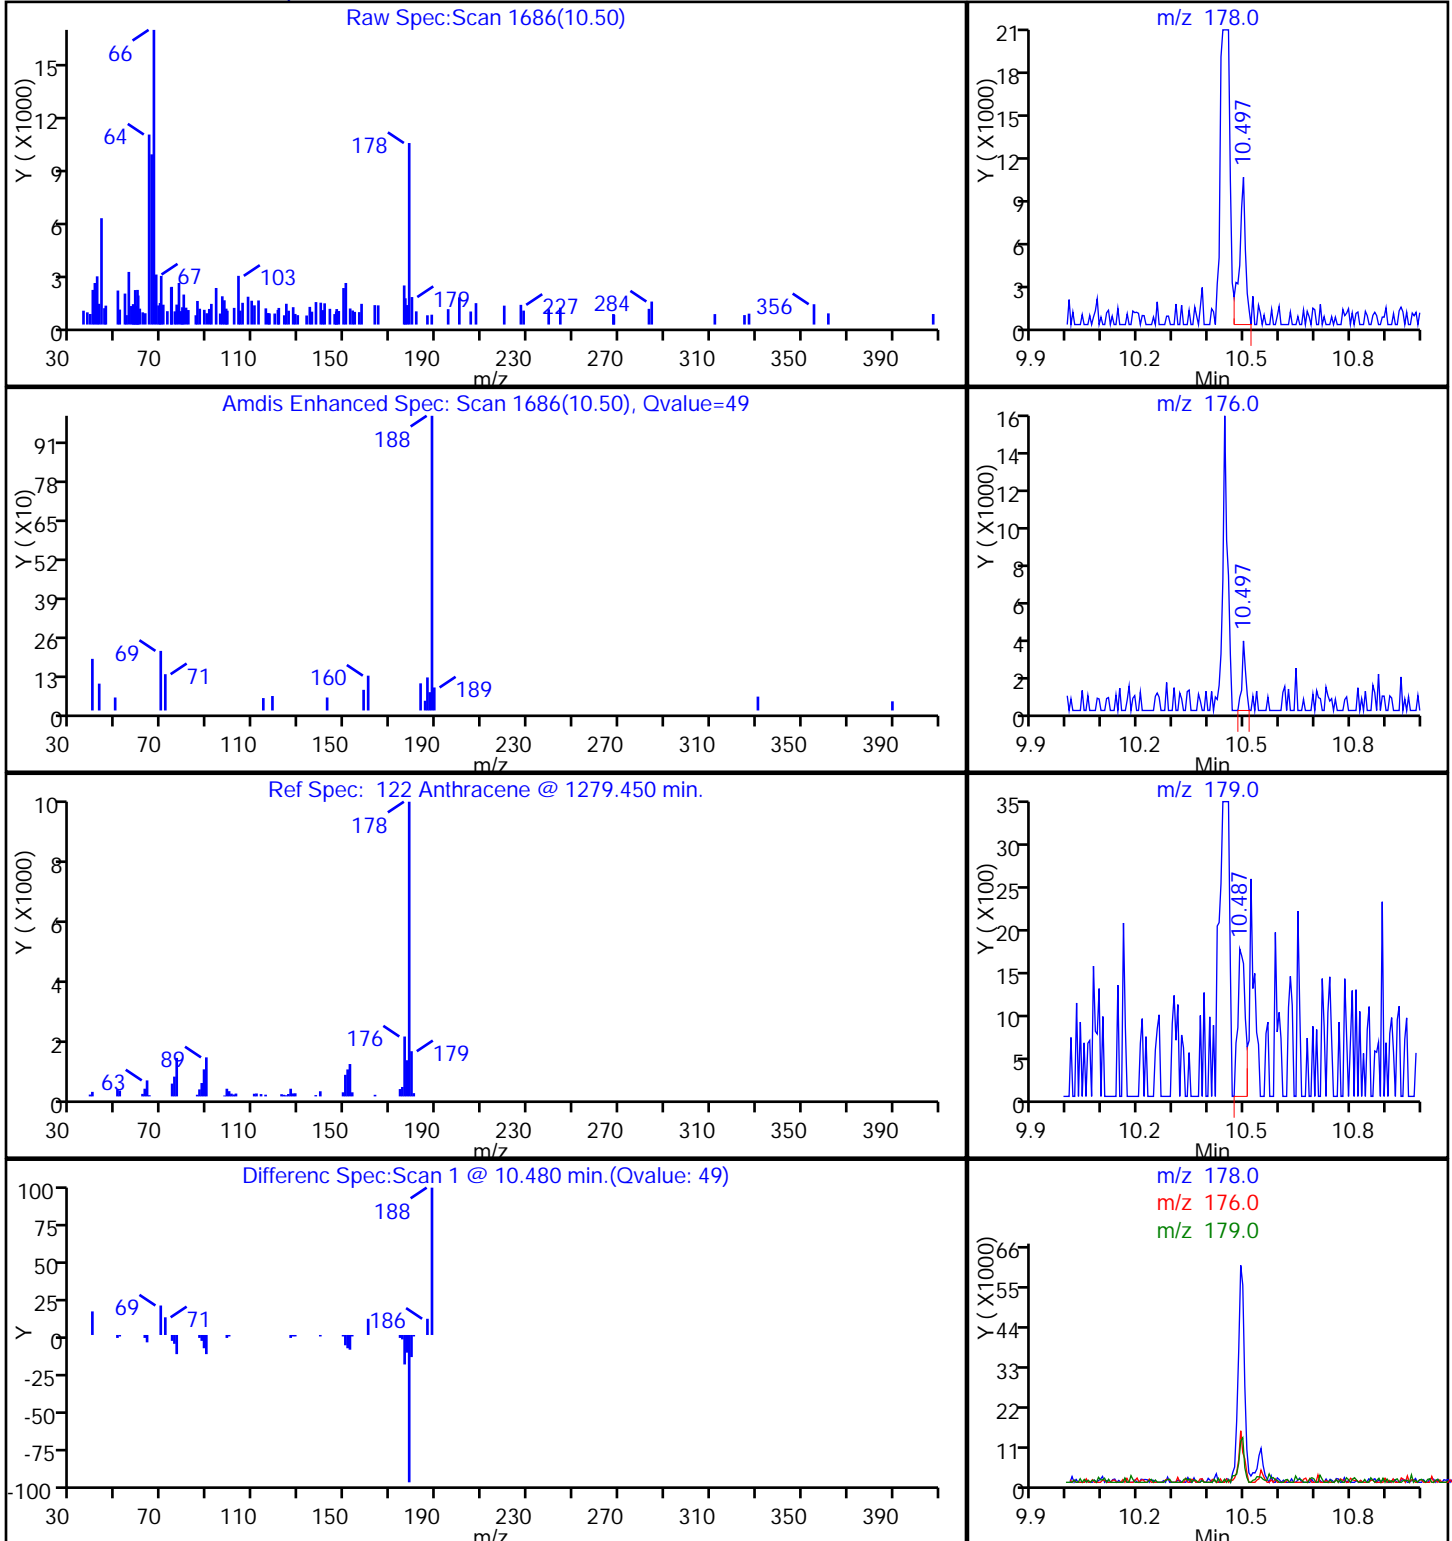 Raw Spec:Scan 1686(10.50)
Y ( X1000)
15
12
9
6
3
0
66
64
178
67
103
179
227
284
356
30 70 110 150 190 230 270 310 350 390
m/z
m/z 178.0
Y ( X1000)
21
18
15
12
9
6
3
0
10.497
9.9 10.2 10.5 10.8
Min
Amdis Enhanced Spec: Scan 1686(10.50), Qvalue=49
Y ( X10)
91
78
65
52
39
26
13
0
188
69
71
160
189
30 70 110 150 190 230 270 310 350 390
m/z
m/z 176.0
Y ( X1000)
16
14
12
10
8
6
4
2
0
10.497
9.9 10.2 10.5 10.8
Min
Ref Spec: 122 Anthracene @ 1279.450 min.
Y ( X1000)
10
8
6
4
2
0
178
176
179
89
63
30 70 110 150 190 230 270 310 350 390
m/z
m/z 179.0
Y ( X100)
35
30
25
20
15
10
5
0
10.487
9.9 10.2 10.5 10.8
Min
Differenc Spec:Scan 1 @ 10.480 min.(Qvalue: 49)
Y
100
75
50
25
0
-25
-50
-75
-100
188
69
71
186
30 70 110 150 190 230 270 310 350 390
m/z
m/z 178.0
m/z 176.0
m/z 179.0
Y ( X1000)
66
55
44
33
22
11
0
9.9 10.2 10.5 10.8
Min